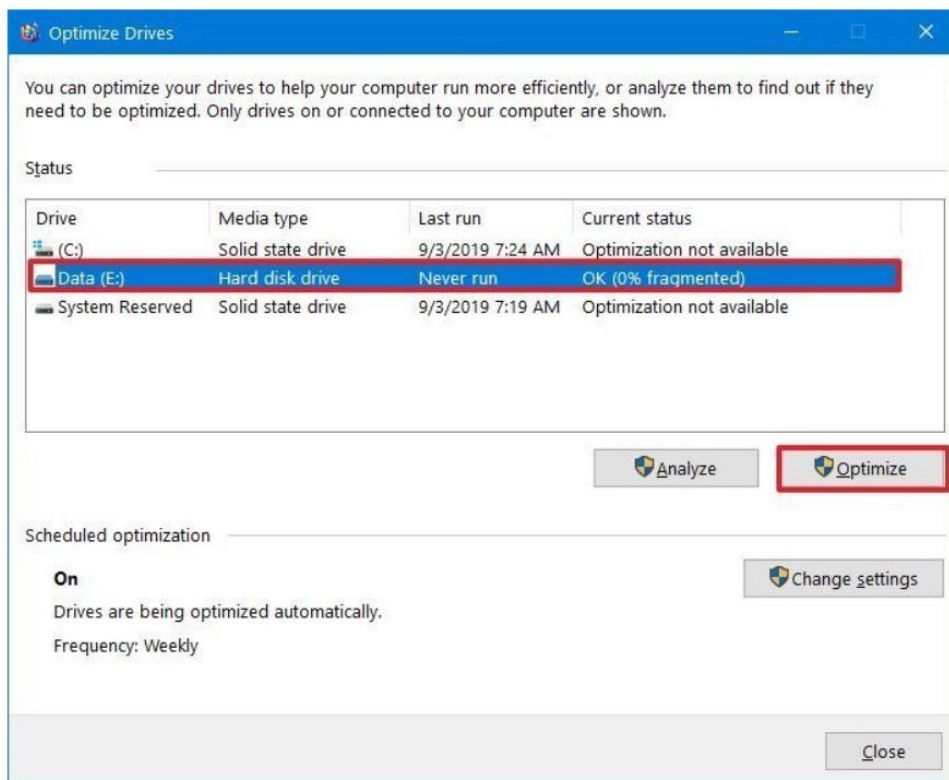 Optimize Drives
You can optimize your drives to help your computer run more efficiently, or analyze them to find out if they
need to be optimized. Only drives on or connected to your computer are shown.
Status
Drive Media type Last run Current status
(C:) Solid state drive 9/3/2019 7:24 AM Optimization not available
Data (E:) Hard disk drive Never run OK (0% fragmented)
System Reserved Solid state drive 9/3/2019 7:19 AM Optimization not available
Analyze Optimize
Scheduled optimization
On Change settings
Drives are being optimized automatically.
Frequency: Weekly
Close